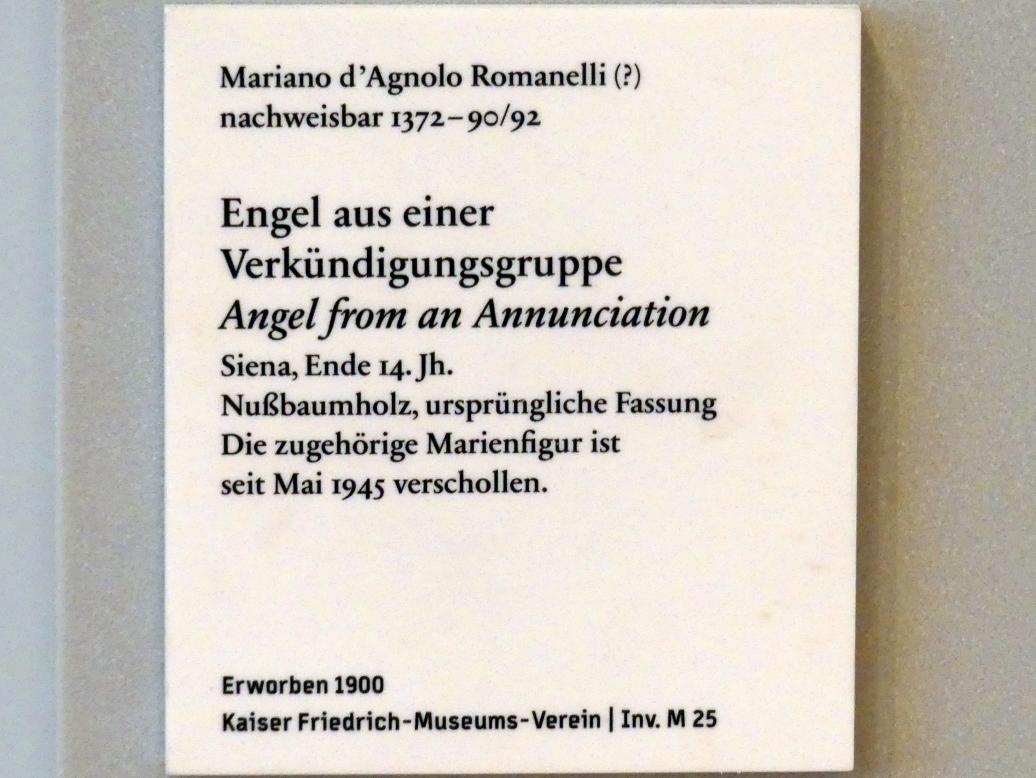 Mariano d’Agnolo Romanelli (?)
nachweisbar 1372–90/92
Engel aus einer
Verkündigungsgruppe
Angel from an Annunciation
Siena, Ende 14. Jh.
Nußbaumholz, ursprüngliche Fassung
Die zugehörige Marienfigur ist
seit Mai 1945 verschollen.
Erworben 1900
Kaiser Friedrich-Museums-Verein | Inv. M 25